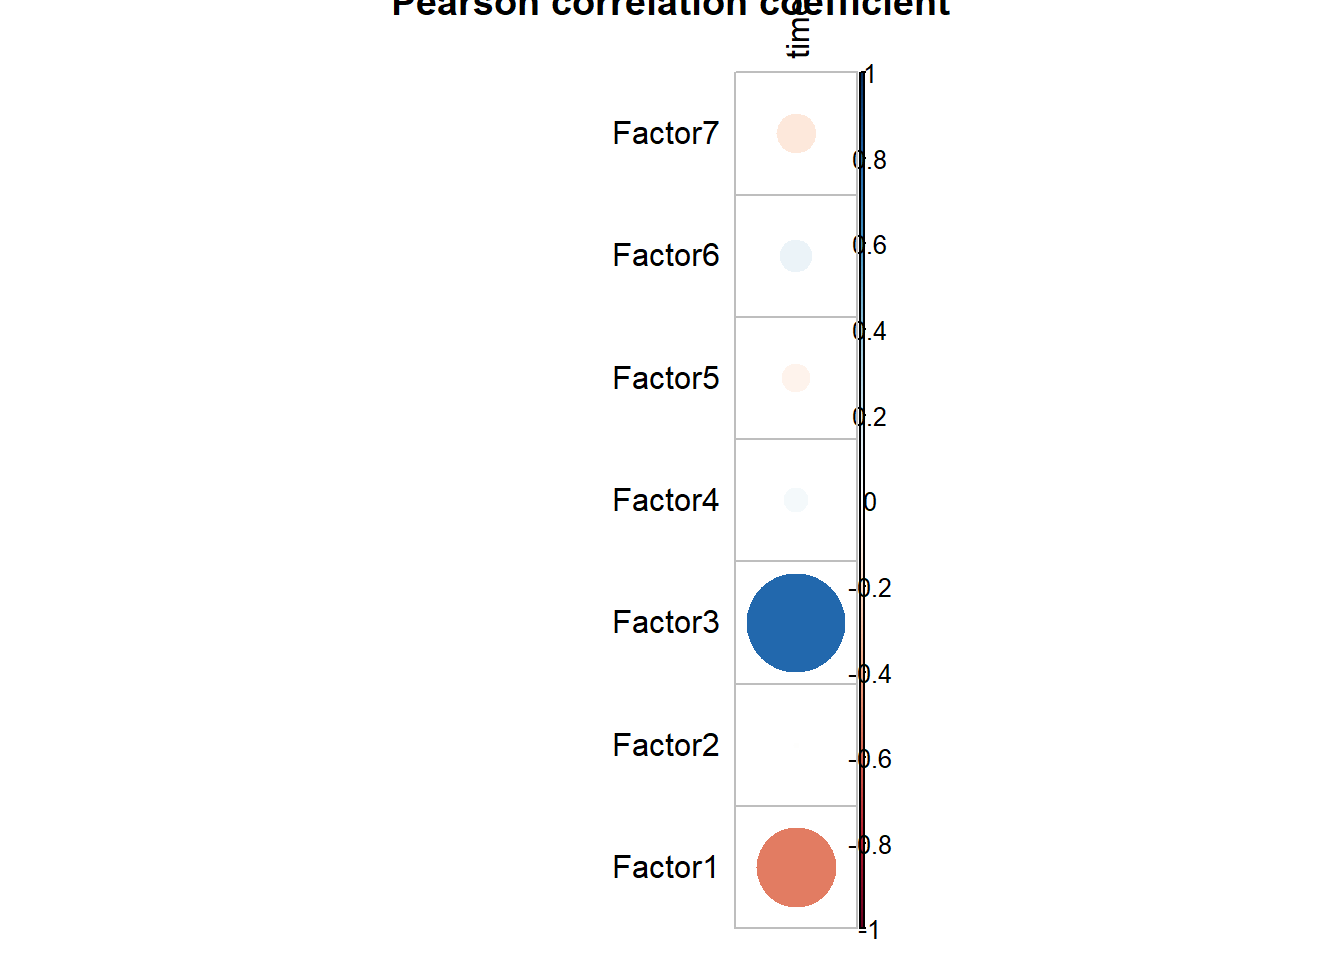 Pearson correlation coefficient
time
1
Factor7
0.8
Factor6
0.6
0.4
Factor5
0.2
Factor4
0
-0.2
Factor3
-0.4
Factor2
-0.6
-0.8
Factor1
-1